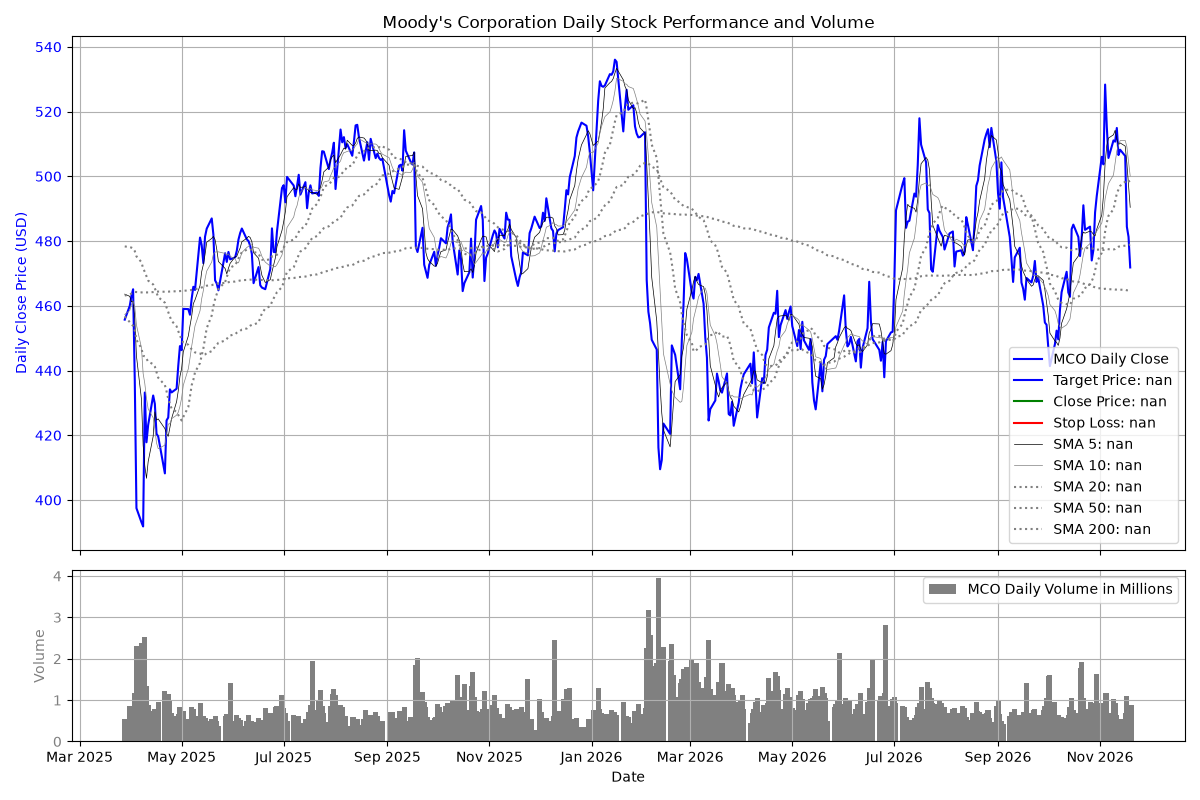 Moody's Corporation Daily Stock Performance and Volume
Daily Close Price (USD)
540
520
500
480
460
440
420
400
MCO Daily Close
Target Price: nan
Close Price: nan
Stop Loss: nan
SMA 5: nan
SMA 10: nan
SMA 20: nan
SMA 50: nan
SMA 200: nan
Volume
4
3
2
1
0
MCO Daily Volume in Millions
Mar 2025 May 2025 Jul 2025 Sep 2025 Nov 2025 Jan 2026 Mar 2026 May 2026 Jul 2026 Sep 2026 Nov 2026
Date